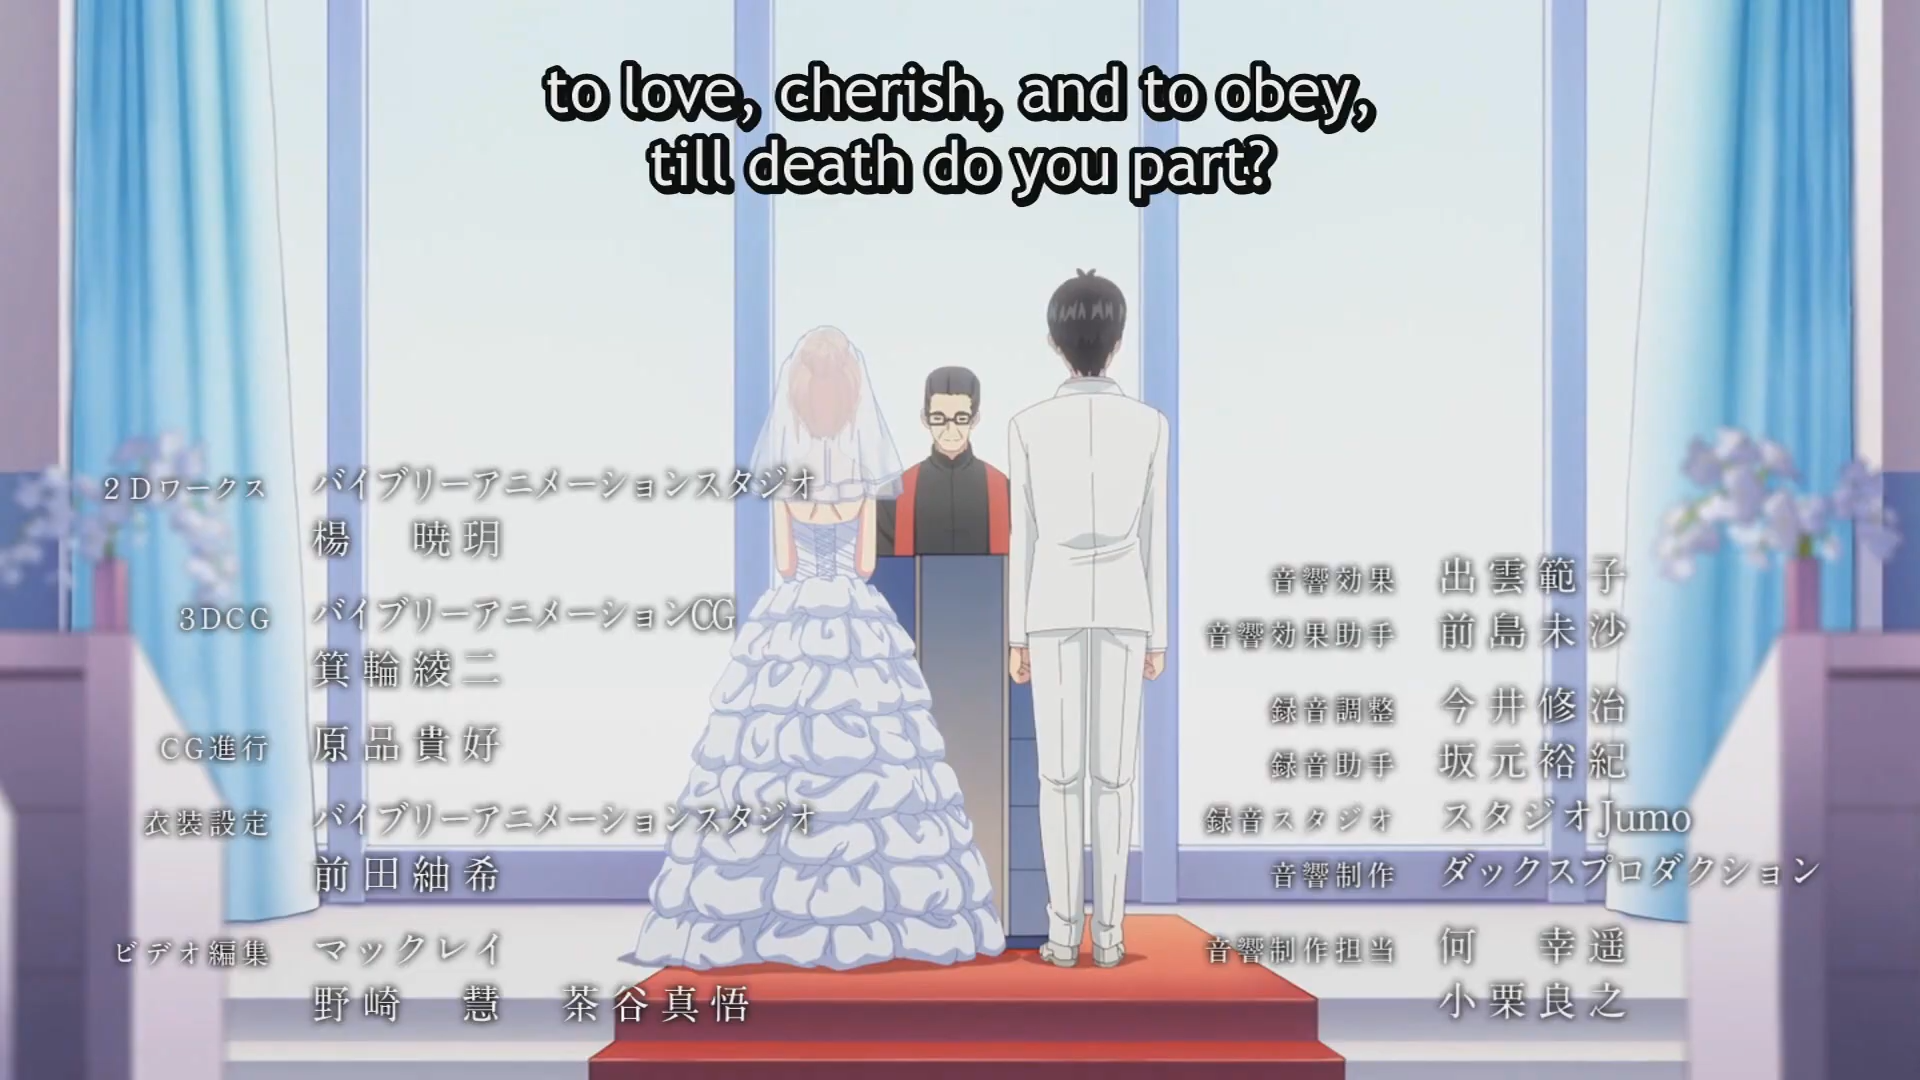 to love, cherish, and to obey,
till death do you part?
2Dワークス バイブリーアニメーションスタジオ
楊 暁玥
3DCG バイブリーアニメーションCG
箕輪綾二
CG進行 原品貴好
衣装設定 バイブリーアニメーションスタジオ
前田紬希
ビデオ編集 マックレイ
野崎 慧 茶谷真悟
音響効果 出雲範子
音響効果助手 前島未沙
録音調整 今井修治
録音助手 坂元裕紀
録音スタジオ スタジオJumo
音響制作 ダックスプロダクション
音響制作担当 何 幸遥
小栗良之